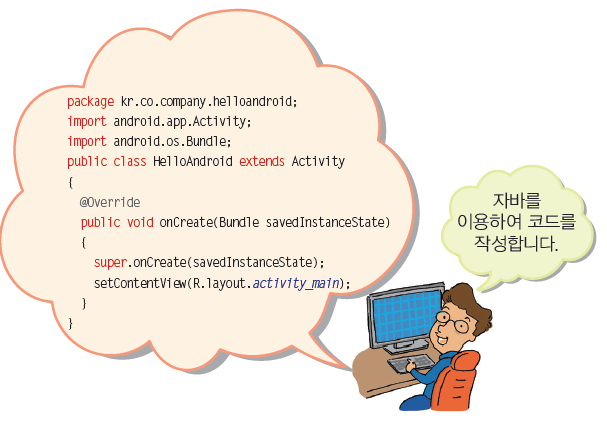 package kr.co.company.helloandroid;
import android.app.Activity;
import android.os.Bundle;
public class HelloAndroid extends Activity
{
  @Override
  public void onCreate(Bundle savedInstanceState)
  {
    super.onCreate(savedInstanceState);
    setContentView(R.layout.activity_main);
  }
}
자바를
이용하여 코드를
작성합니다.